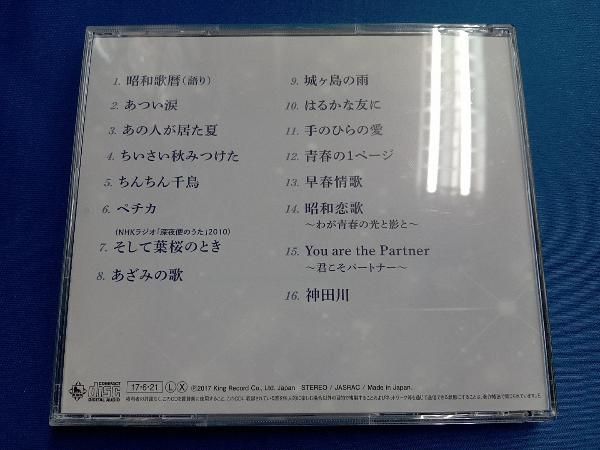 1. 昭和歌暦(語り)
2. あつい涙
3. あの人が居た夏
4. ちいさい秋みつけた
5. ちんちん千鳥
6. ペチカ
(NHKラジオ「深夜便のうた」2010)
7. そして葉桜のとき
8. あざみの歌
9. 城ヶ島の雨
10. はるかな友に
11. 手のひらの愛
12. 青春の1ページ
13. 早春情歌
14. 昭和恋歌
〜わが青春の光と影と〜
15. You are the Partner
〜君こそパートナー〜
16. 神田川
COMPACT
disc
DIGITAL AUDIO
17・6・21 L X ℗2017 King Record Co., Ltd. Japan STEREO / JASRAC / Made in Japan.